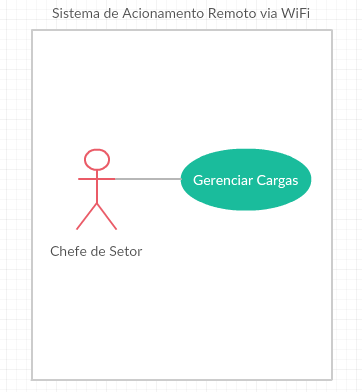 Sistema de Acionamento Remoto via WiFi
Gerenciar Cargas
Chefe de Setor